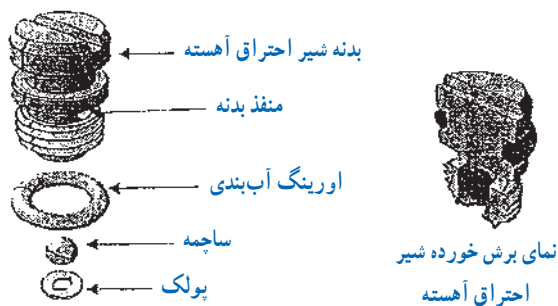 بدنه شیر احتراق آهسته
منفذ بدنه
اورینگ آب‌بندی
ساچمه
پولک
نمای برش خورده شیر
احتراق آهسته